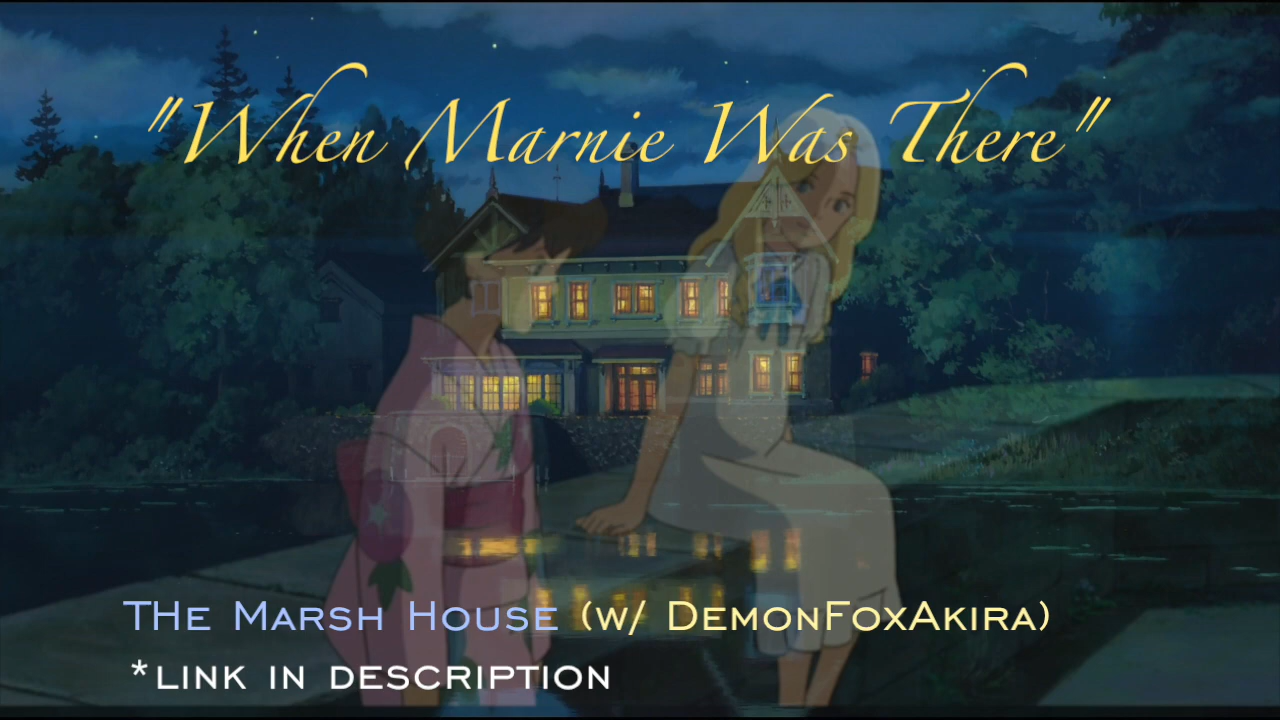 "When Marnie Was There"
THe Marsh House (w/ DemonFoxAkira)
*Link in description